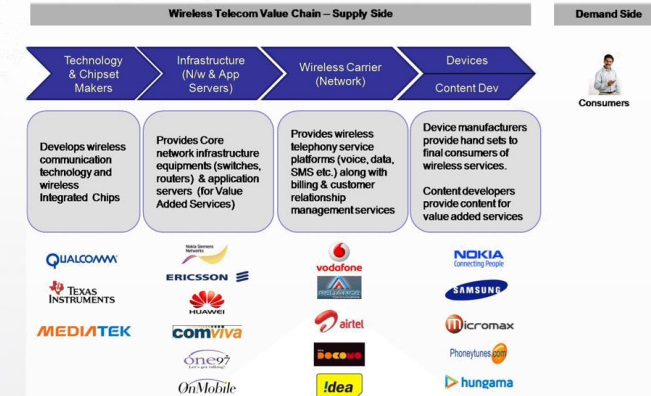 Wireless Telecom Value Chain – Supply Side
Demand Side
Technology
& Chipset
Makers
Infrastructure
(N/w & App
Servers)
Wireless Carrier
(Network)
Devices
Content Dev
Consumers
Develops wireless
communication
technology and
wireless
Integrated Chips
Provides Core
network infrastructure
equipments (switches,
routers) & application
servers (for Value
Added Services)
Provides wireless
telephony service
platforms (voice, data,
SMS etc.) along with
billing & customer
relationship
management services
Device manufacturers
provide hand sets to
final consumers of
wireless services.
Content developers
provide content for
value added services
QUALCOMM
TEXAS
INSTRUMENTS
MEDIATEK
Nokia Siemens
Networks
ERICSSON
HUAWEI
comviva
one97
Let's get talking!
OnMobile
vodafone
RELIANCE
airtel
DOCOMO
!dea
NOKIA
Connecting People
SAMSUNG
micromax
Phoneytunes.com
hungama